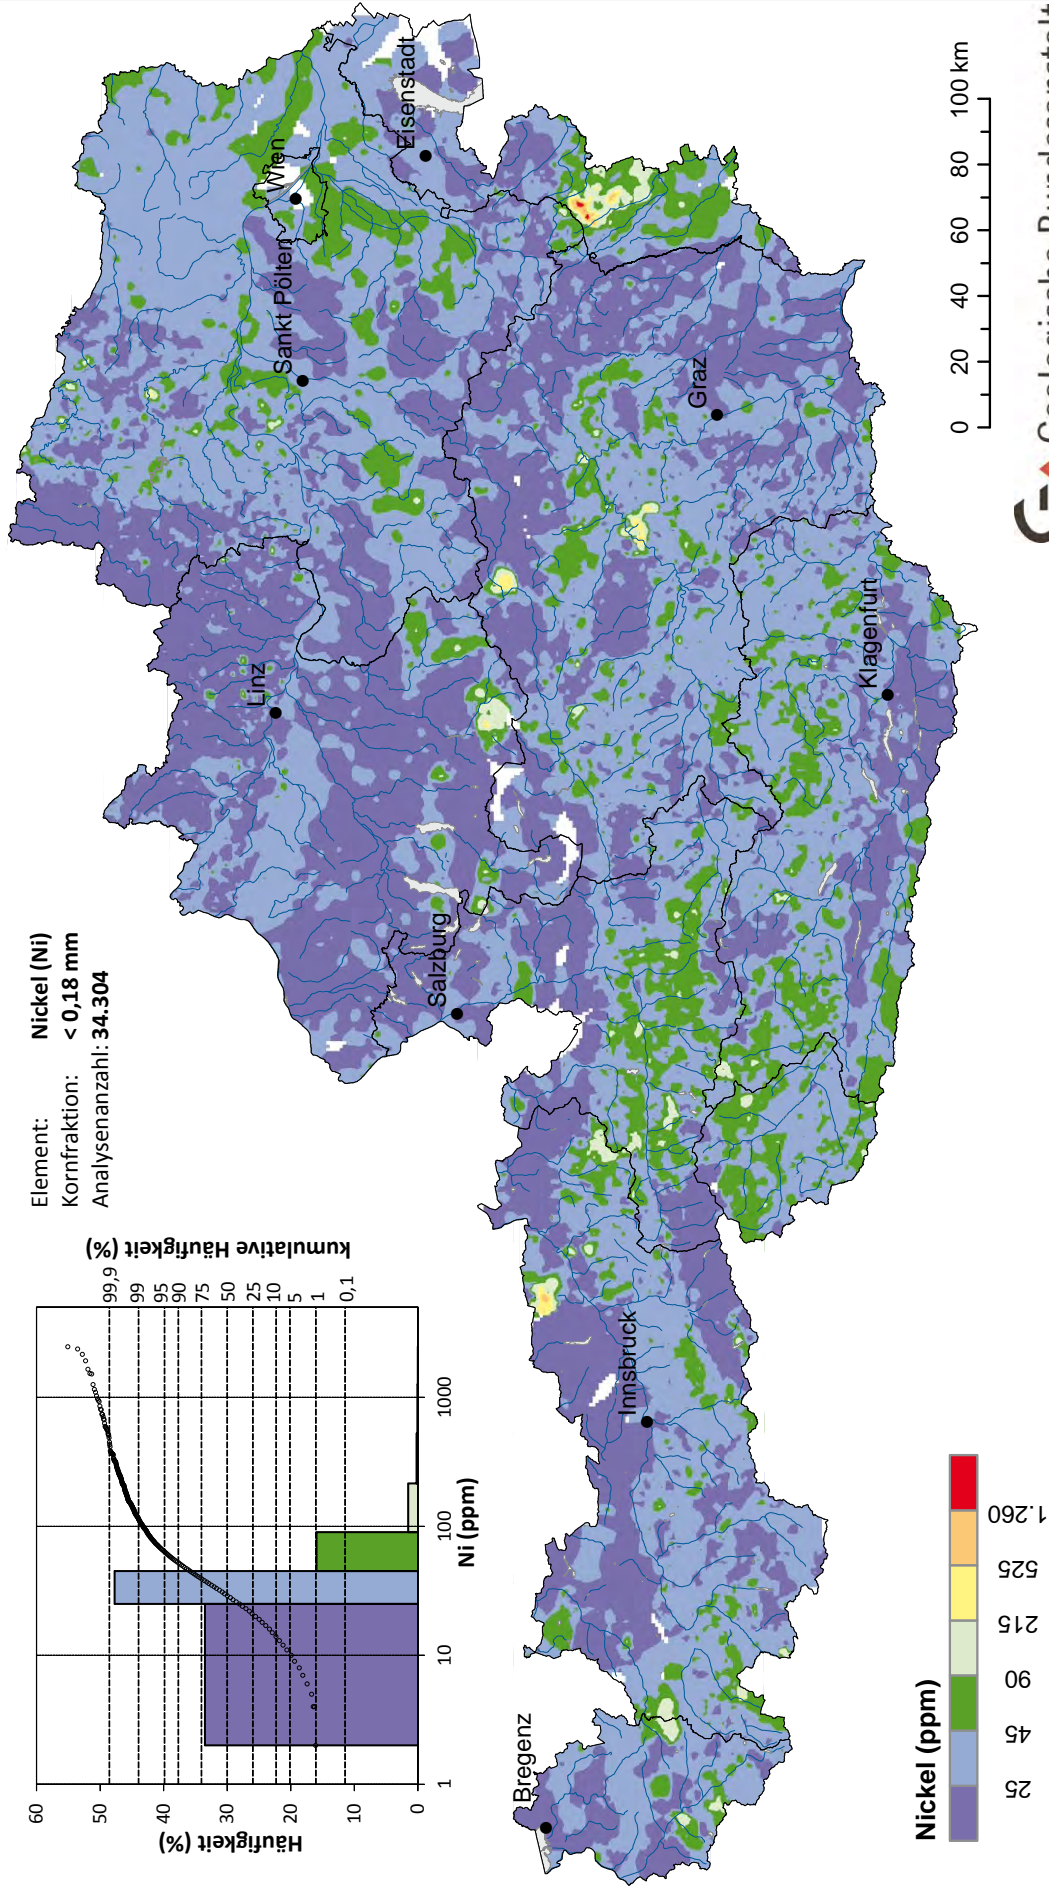 Element: Nickel (Ni)
Kornfraktion: < 0,18 mm
Analysenanzahl: 34.304
Häufigkeit (%)
60
50
40
30
20
10
0
kumulative Häufigkeit (%)
99,9
99
95
90
75
50
25
10
5
1
0,1
1
10
100
1000
Ni (ppm)
Bregenz
Innsbruck
Salzburg
Linz
Sankt Pölten
Wien
Eisenstadt
Graz
Klagenfurt
Nickel (ppm)
25
45
90
215
525
1.260
0 20 40 60 80 100 km
Geologische Bundesanstalt